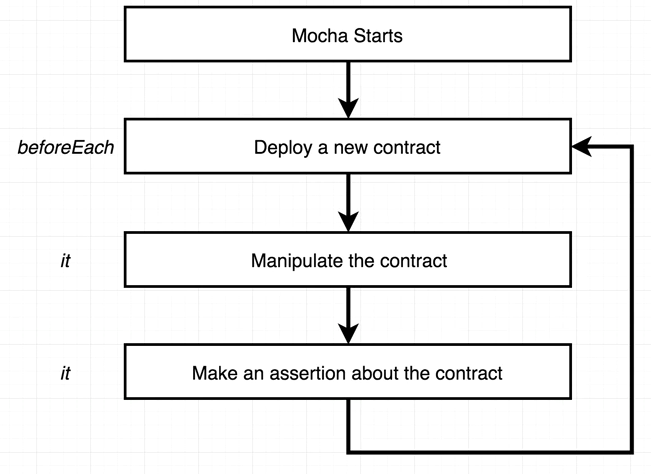 Mocha Starts
beforeEach
Deploy a new contract
it
Manipulate the contract
it
Make an assertion about the contract